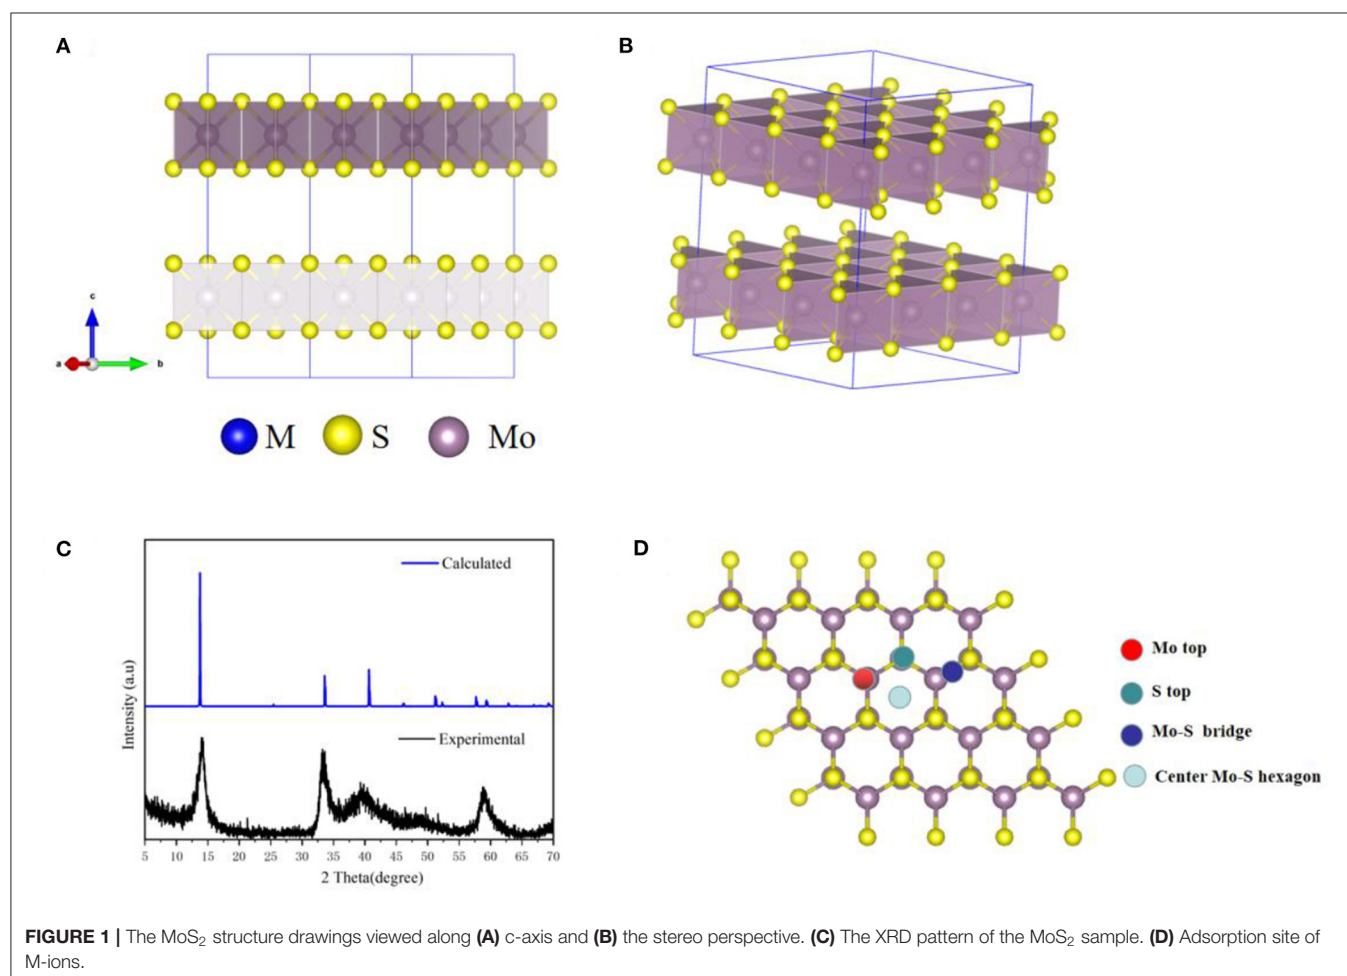 A
B
c
a
b
M
S
Mo
C
D
Calculated
Experimental
Intensity (a.u)
5 10 15 20 25 30 35 40 45 50 55 60 65 70
2 Theta(degree)
Mo top
S top
Mo-S bridge
Center Mo-S hexagon
FIGURE 1 | The MoS₂ structure drawings viewed along (A) c-axis and (B) the stereo perspective. (C) The XRD pattern of the MoS₂ sample. (D) Adsorption site of
M-ions.